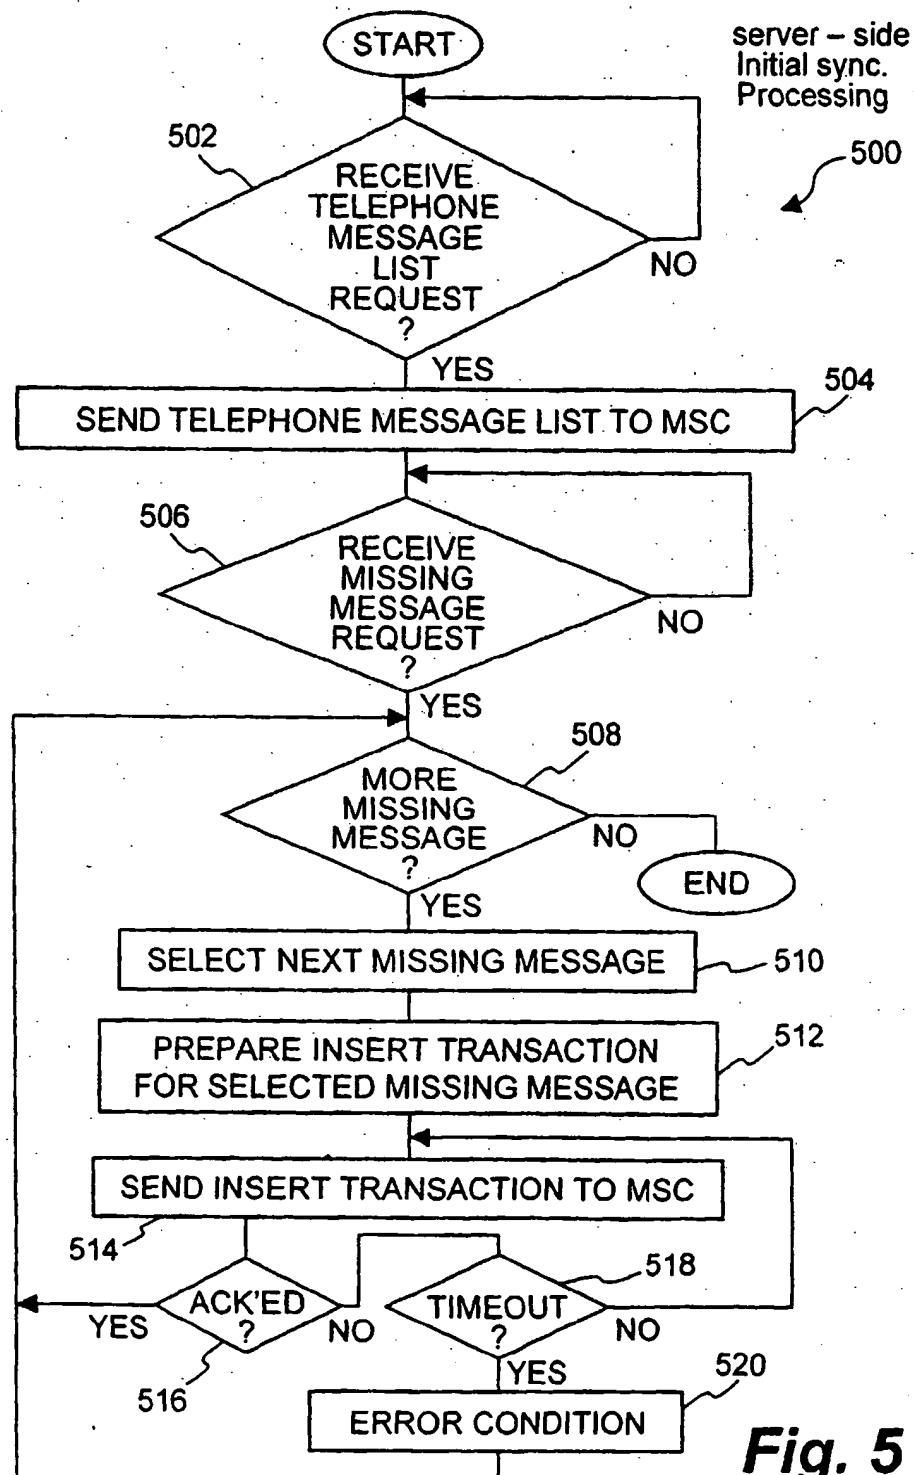 START
server – side
Initial sync.
Processing
500
502
RECEIVE
TELEPHONE
MESSAGE
LIST
REQUEST
?
NO
YES
504
SEND TELEPHONE MESSAGE LIST TO MSC
506
RECEIVE
MISSING
MESSAGE
REQUEST
?
NO
YES
508
MORE
MISSING
MESSAGE
?
NO
END
YES
SELECT NEXT MISSING MESSAGE
510
PREPARE INSERT TRANSACTION
FOR SELECTED MISSING MESSAGE
512
SEND INSERT TRANSACTION TO MSC
514
518
ACK'ED
?
YES
NO
516
TIMEOUT
?
NO
YES
520
ERROR CONDITION
Fig. 5